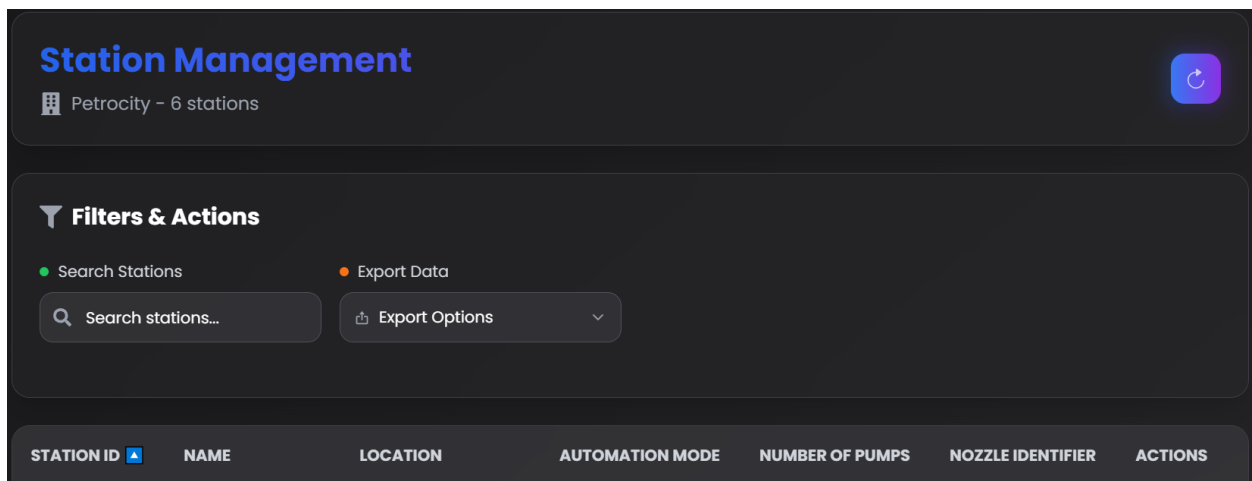 Station Management
Petrocity - 6 stations
Filters & Actions
Search Stations
Export Data
Search stations...
Export Options
STATION ID NAME LOCATION AUTOMATION MODE NUMBER OF PUMPS NOZZLE IDENTIFIER ACTIONS